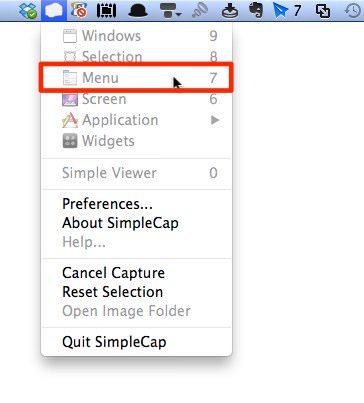 7
Windows 9
Selection 8
Menu 7
Screen 6
Application
Widgets
Simple Viewer 0
Preferences...
About SimpleCap
Help...
Cancel Capture
Reset Selection
Open Image Folder
Quit SimpleCap